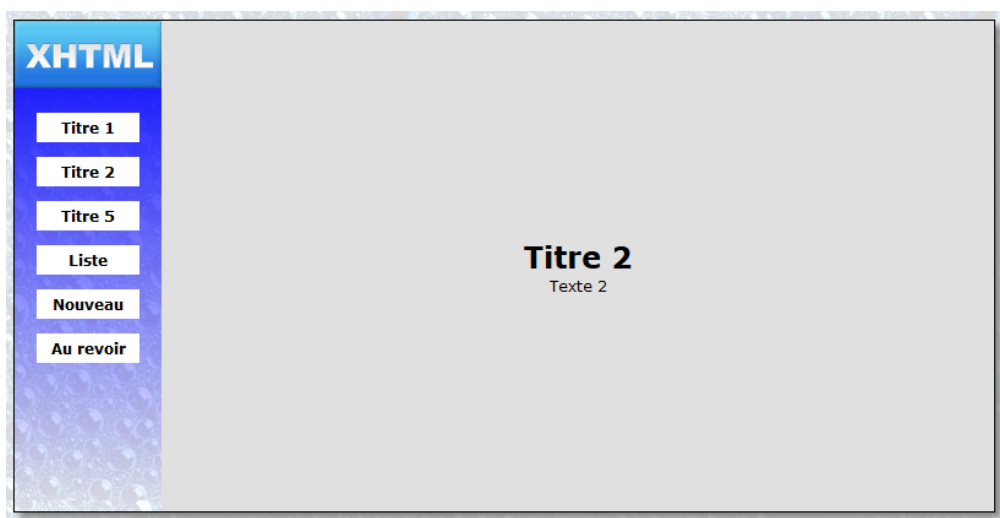 XHTML
Titre 1
Titre 2
Titre 5
Liste
Nouveau
Au revoir
Titre 2
Texte 2